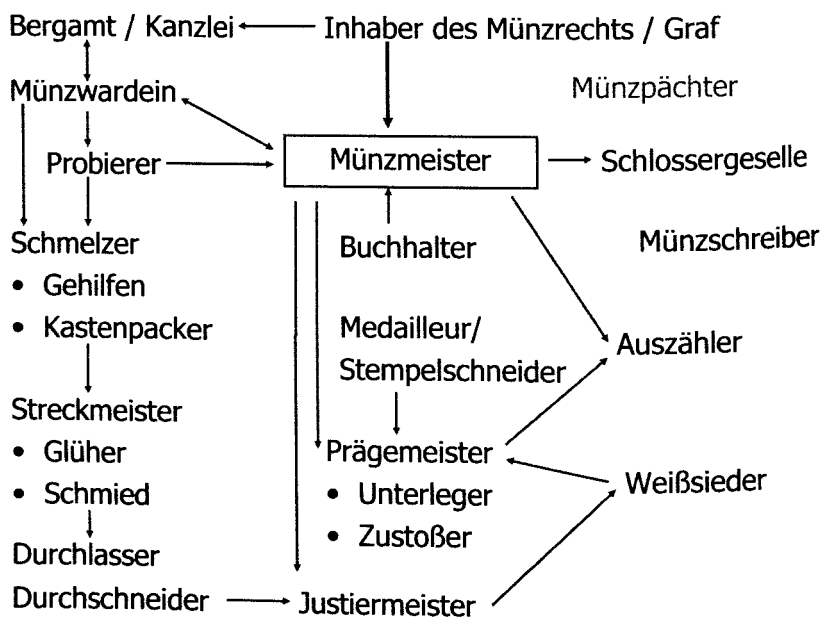 Bergamt / Kanzlei
Inhaber des Münzrechts / Graf
Münzwardein
Münzpächter
Probierer
Münzmeister
Schlossergeselle
Schmelzer
• Gehilfen
• Kastenpacker
Buchhalter
Münzschreiber
Medailleur/
Stempelschneider
Auszähler
Streckmeister
• Glüher
• Schmied
Prägemeister
• Unterleger
• Zustoßer
Weißsieder
Durchlasser
Durchschneider
Justiermeister